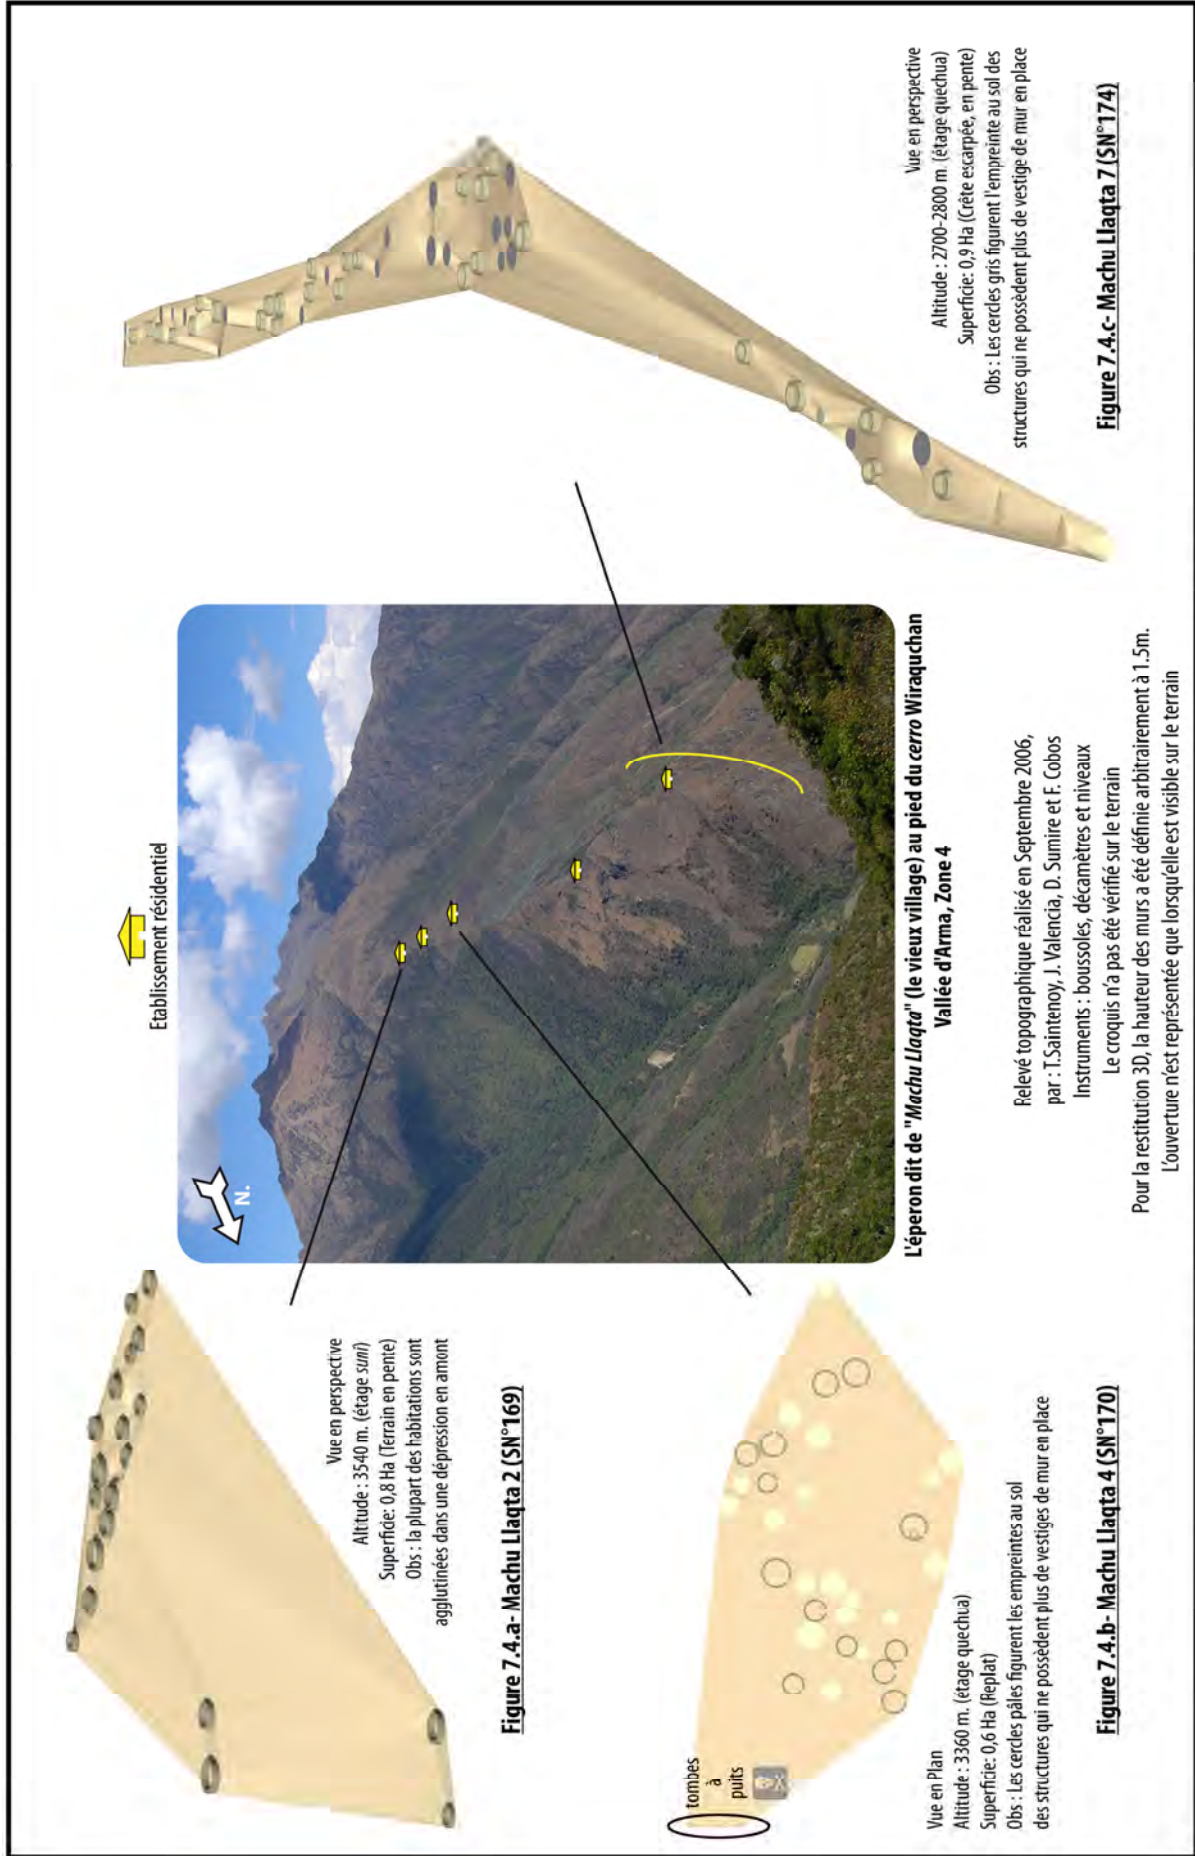 Etablissement résidentiel
N.
Vue en perspective
Altitude : 3540 m. (étage suni)
Superficie: 0,8 Ha (Terrain en pente)
Obs : la plupart des habitations sont
agglutinées dans une dépression en amont
Figure 7.4.a- Machu Llaqta 2 (SN°169)
tombes
à
puits
Vue en Plan
Altitude : 3360 m. (étage quechua)
Superficie: 0,6 Ha (Replat)
Obs : Les cercles pâles figurent les empreintes au sol
des structures qui ne possèdent plus de vestiges de mur en place
Figure 7.4.b- Machu Llaqta 4 (SN°170)
L'éperon dit de "Machu Llaqta" (le vieux village) au pied du cerro Wiraquchan
Vallée d'Arma, Zone 4
Relevé topographique réalisé en Septembre 2006,
par : T.Saintenoy, J. Valencia, D. Sumire et F. Cobos
Instruments : boussoles, décamètres et niveaux
Le croquis n'a pas été vérifié sur le terrain
Pour la restitution 3D, la hauteur des murs a été définie arbitrairement à 1.5m.
L'ouverture n'est représentée que lorsqu'elle est visible sur le terrain
Vue en perspective
Altitude : 2700-2800 m. (étage quechua)
Superficie: 0,9 Ha (Crête escarpée, en pente)
Obs : Les cercles gris figurent l'empreinte au sol des
structures qui ne possèdent plus de vestige de mur en place
Figure 7.4.c- Machu Llaqta 7 (SN°174)